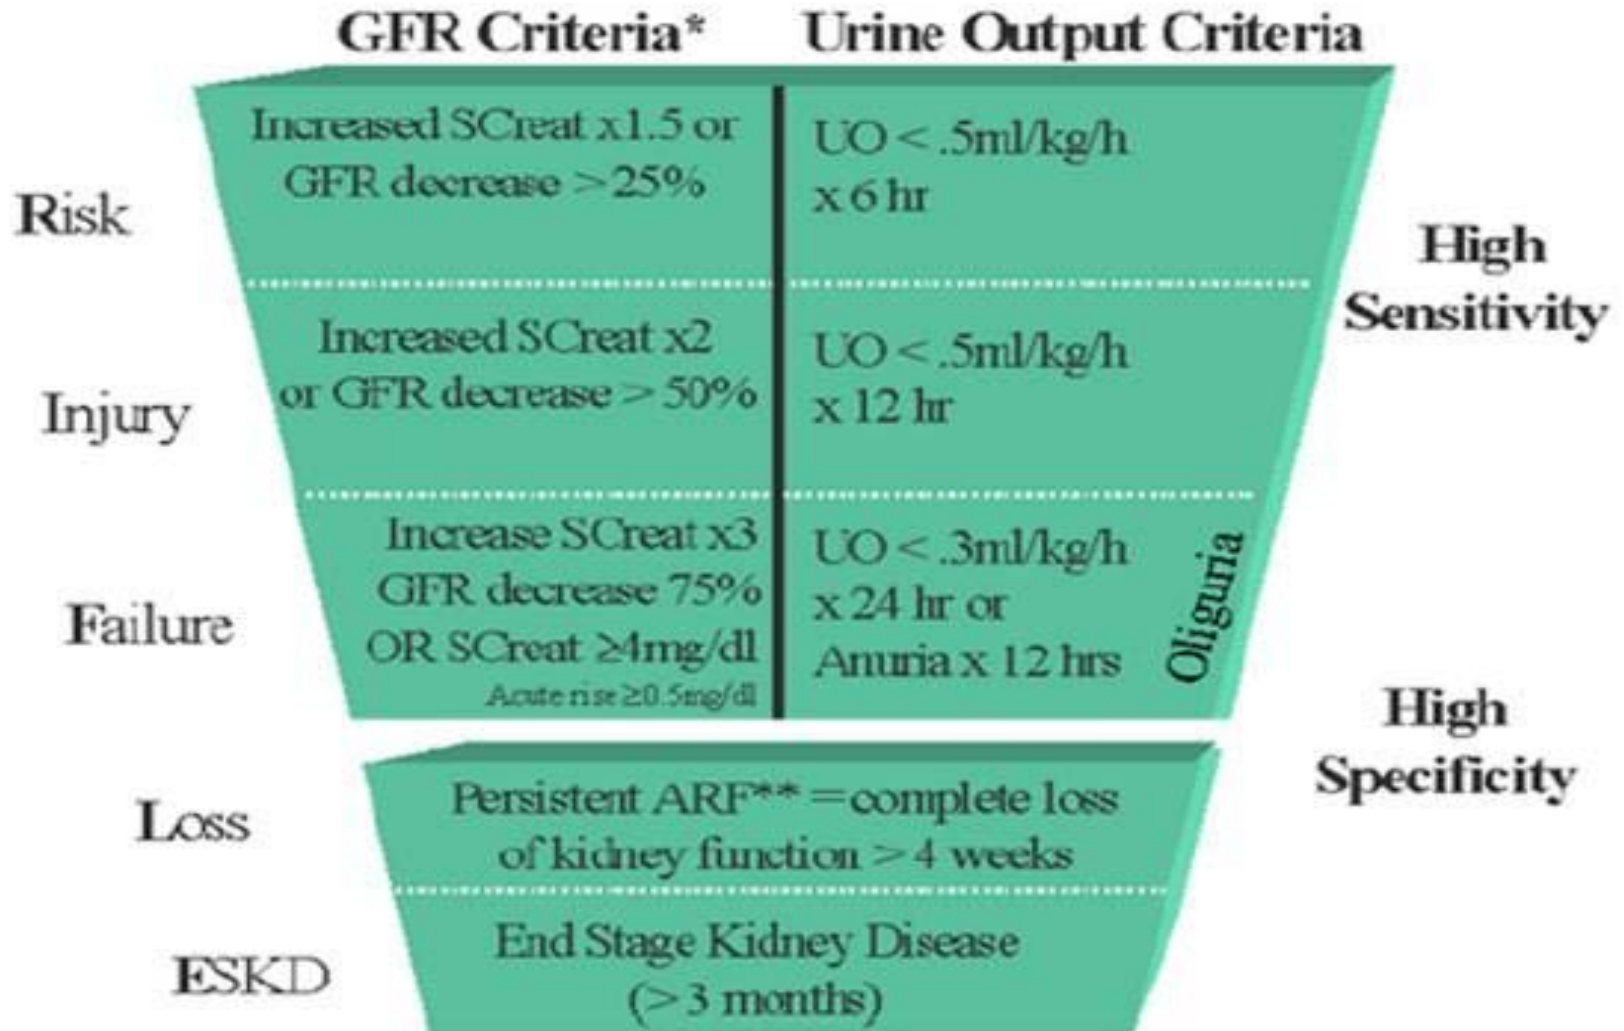 GFR Criteria*
Urine Output Criteria
Risk
Increased SCreat x1.5 or
GFR decrease >25%
UO < .5ml/kg/h
x 6 hr
High
Sensitivity
Injury
Increased SCreat x2
or GFR decrease > 50%
UO < .5ml/kg/h
x 12 hr
Failure
Increase SCreat x3
GFR decrease 75%
OR SCreat ≥4mg/dl
Acute rise ≥0.5mg/dl
UO < .3ml/kg/h
x 24 hr or
Anuria x 12 hrs
Oliguria
High
Specificity
Loss
Persistent ARF** =complete loss
of kidney function > 4 weeks
ESKD
End Stage Kidney Disease
(> 3 months)